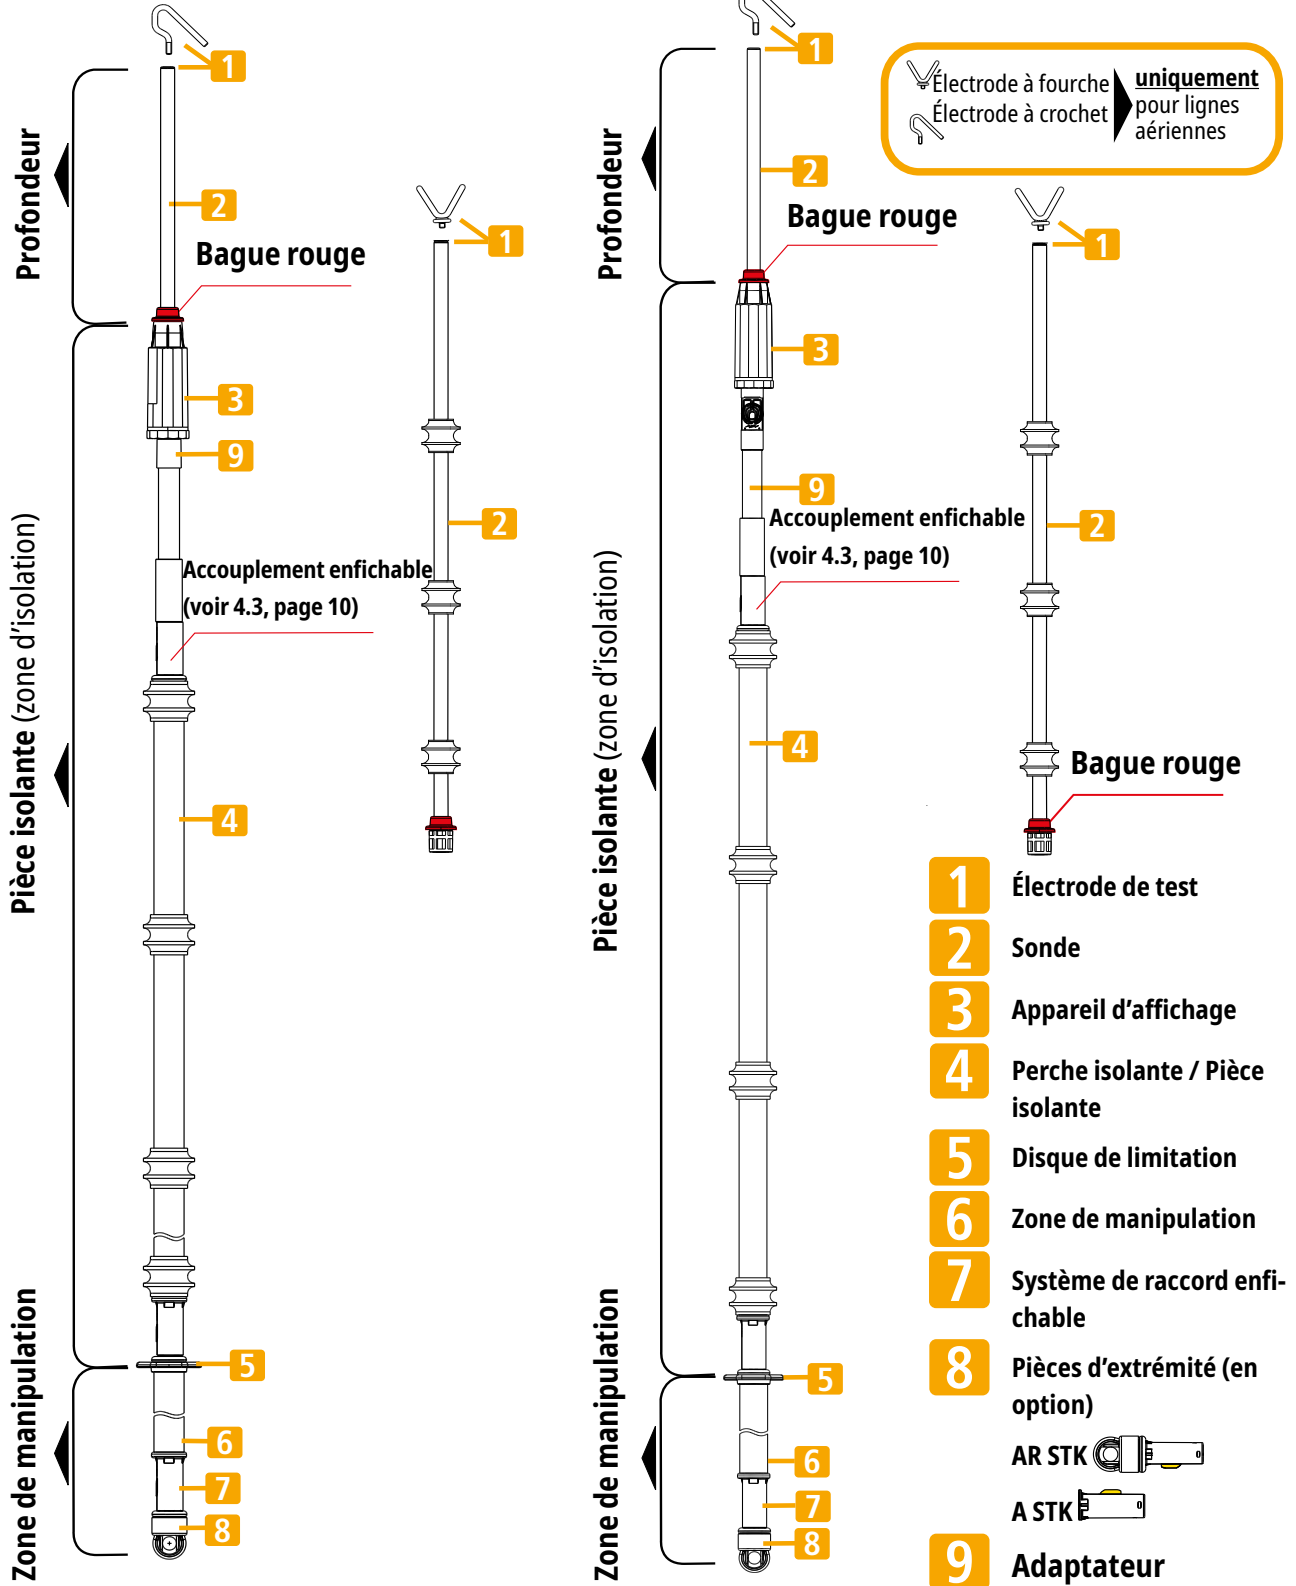 1
Profondeur
2
Bague rouge
1
3
9
2
Accouplement enfichable
(voir 4.3, page 10)
Pièce isolante (zone d'isolation)
4
5
Zone de manipulation
6
7
8
1
Profondeur
2
Bague rouge
3
9
Accouplement enfichable
(voir 4.3, page 10)
Pièce isolante (zone d'isolation)
4
5
Zone de manipulation
6
7
8
Électrode à fourche
Électrode à crochet
uniquement
pour lignes
aériennes
1
2
Bague rouge
1 Électrode de test
2 Sonde
3 Appareil d'affichage
4 Perche isolante / Pièce
isolante
5 Disque de limitation
6 Zone de manipulation
7 Système de raccord enfi-
chable
8 Pièces d'extrémité (en
option)
AR STK
A STK
9 Adaptateur